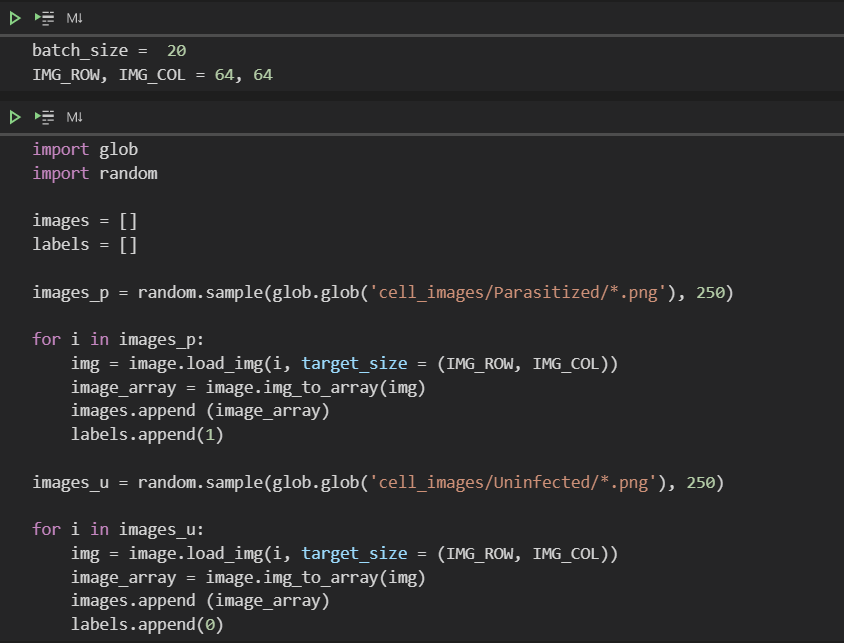 M↓
batch_size =  20
IMG_ROW, IMG_COL = 64, 64
M↓
import glob
import random
images = []
labels = []
images_p = random.sample(glob.glob('cell_images/Parasitized/*.png'), 250)
for i in images_p:
    img = image.load_img(i, target_size = (IMG_ROW, IMG_COL))
    image_array = image.img_to_array(img)
    images.append (image_array)
    labels.append(1)
images_u = random.sample(glob.glob('cell_images/Uninfected/*.png'), 250)
for i in images_u:
    img = image.load_img(i, target_size = (IMG_ROW, IMG_COL))
    image_array = image.img_to_array(img)
    images.append (image_array)
    labels.append(0)